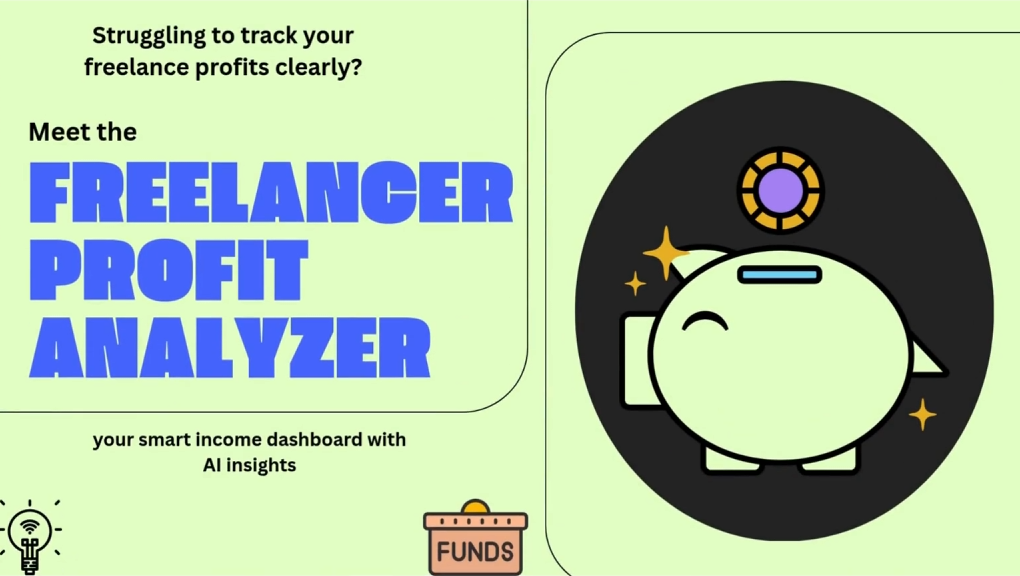 Struggling to track your
freelance profits clearly?
Meet the
FREELANCER
PROFIT
ANALYZER
your smart income dashboard with
AI insights
FUNDS